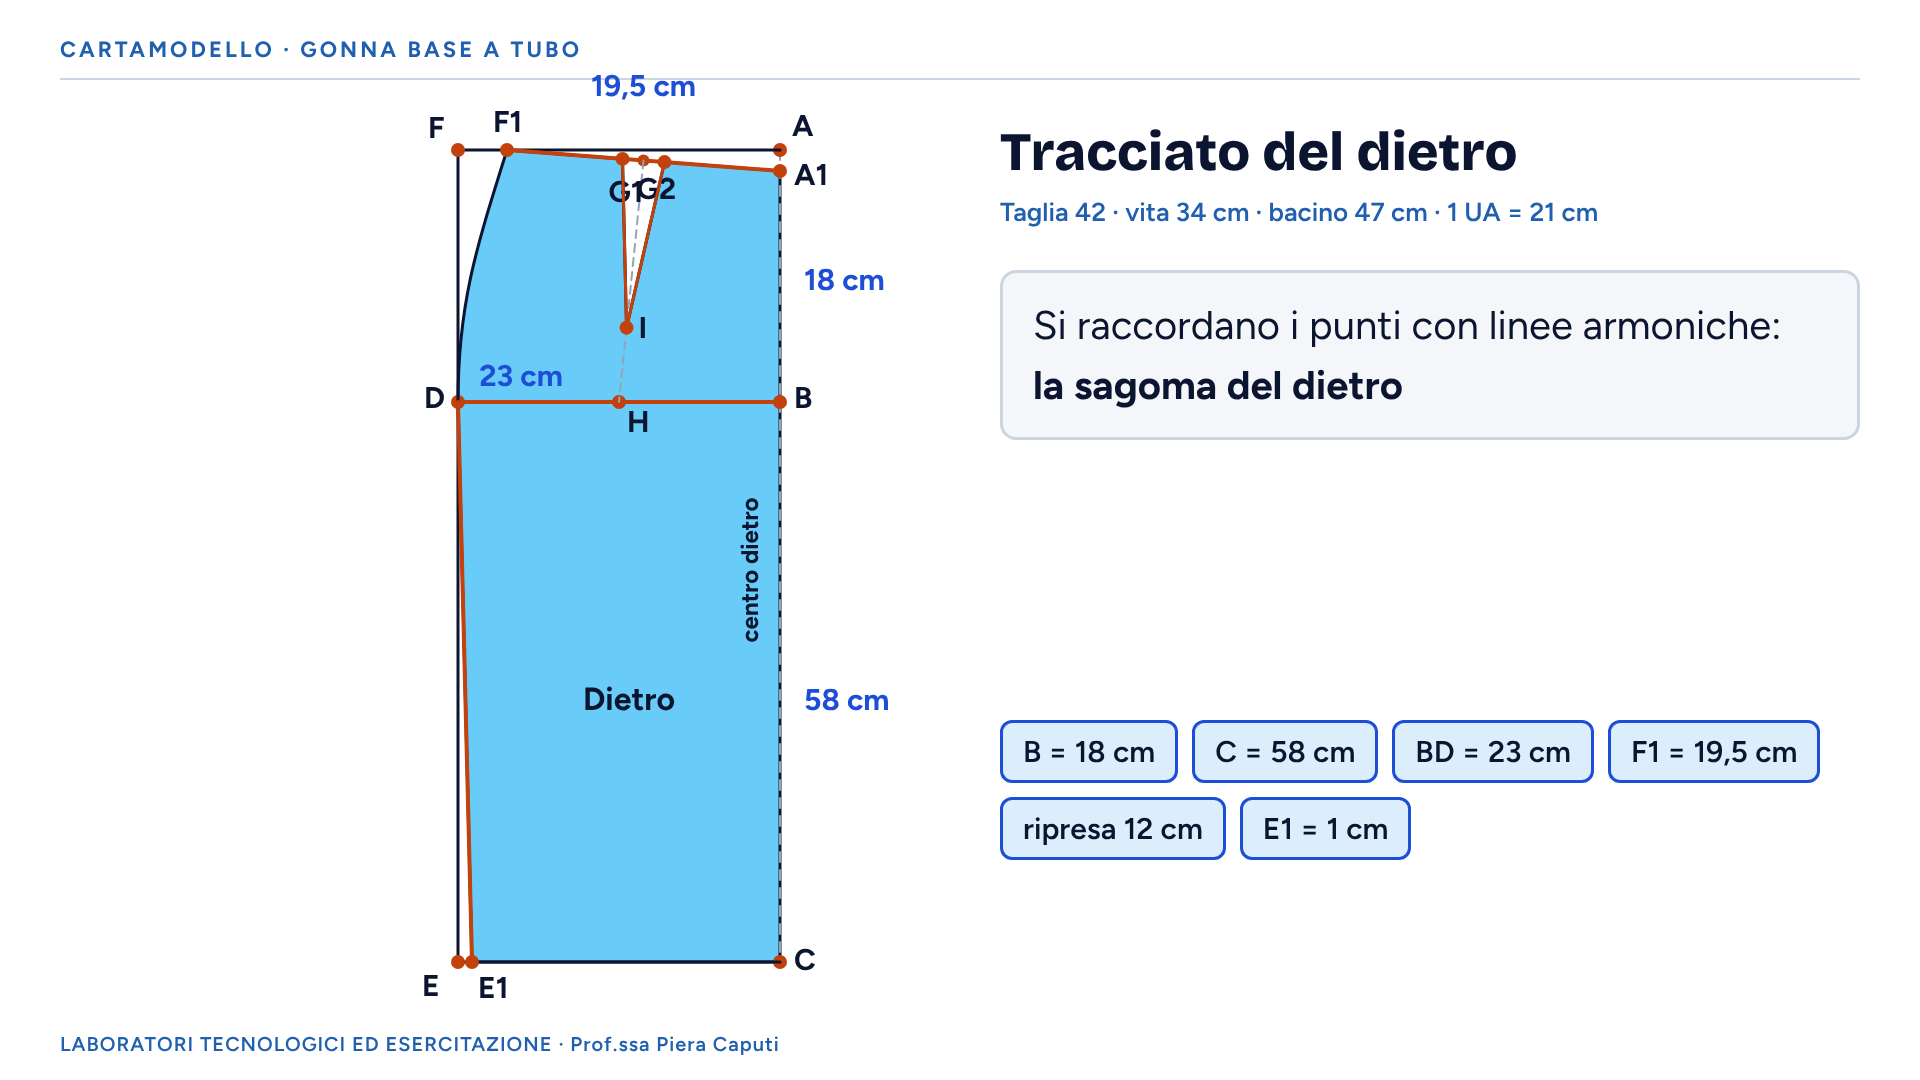 CARTAMODELLO · GONNA BASE A TUBO
19,5 cm
F
F1
A
A1
G1
G2
18 cm
I
23 cm
D
B
H
centro dietro
Dietro
58 cm
E
E1
C
Tracciato del dietro
Taglia 42 · vita 34 cm · bacino 47 cm · 1 UA = 21 cm
Si raccordano i punti con linee armoniche:
la sagoma del dietro
B = 18 cm
C = 58 cm
BD = 23 cm
F1 = 19,5 cm
ripresa 12 cm
E1 = 1 cm
LABORATORI TECNOLOGICI ED ESERCITAZIONE · Prof.ssa Piera Caputi